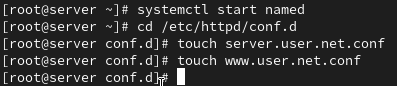 [root@server ~]# systemctl start named
[root@server ~]# cd /etc/httpd/conf.d
[root@server conf.d]# touch server.user.net.conf
[root@server conf.d]# touch www.user.net.conf
[root@server conf.d]#